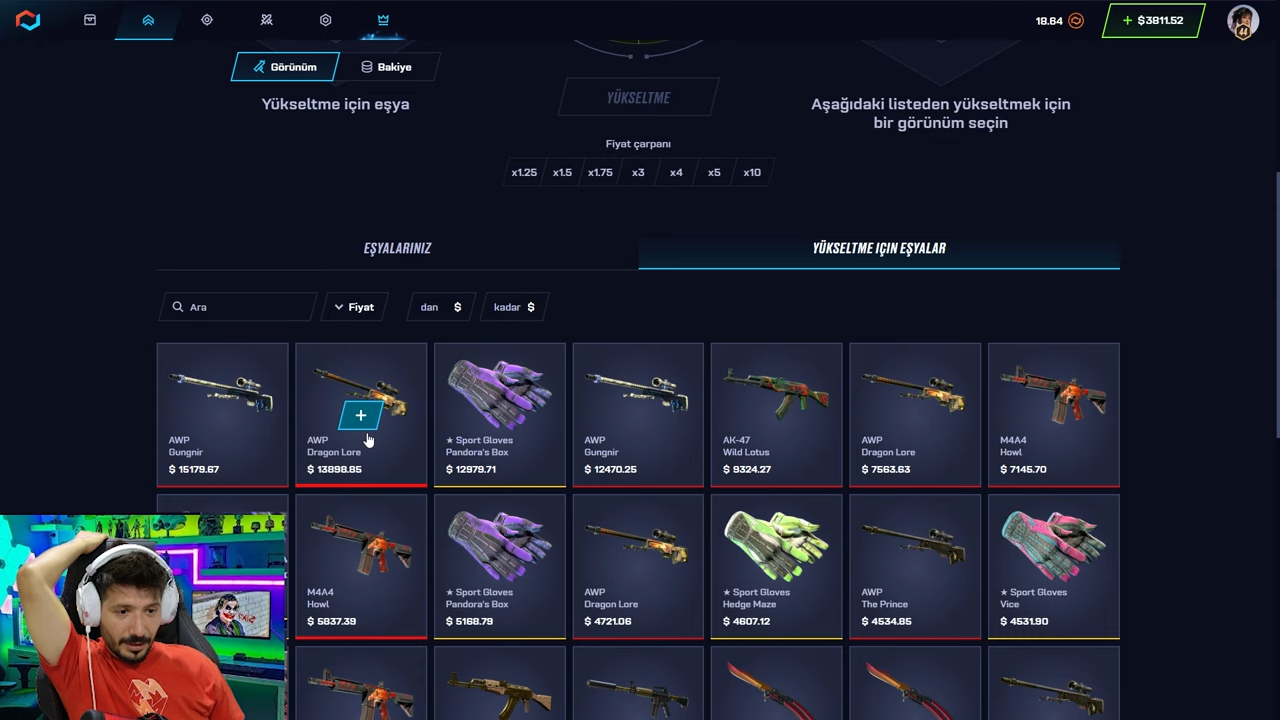 18.64
+ $3811.52
44
Görünüm
Bakiye
Yükseltme için eşya
YÜKSELTME
Aşağıdaki listeden yükseltmek için
bir görünüm seçin
Fiyat çarpanı
x1.25 x1.5 x1.75 x3 x4 x5 x10
EŞYALARINIZ
YÜKSELTME IÇIN EŞYALAR
Ara
Fiyat
dan $
kadar $
AWP
Gungnir
$ 15179.67
AWP
Dragon Lore
$ 13898.85
★ Sport Gloves
Pandora's Box
$ 12979.71
AWP
Gungnir
$ 12470.25
AK-47
Wild Lotus
$ 9324.27
AWP
Dragon Lore
$ 7563.63
M4A4
Howl
$ 7145.70
M4A4
Howl
$ 5837.39
★ Sport Gloves
Pandora's Box
$ 5168.79
AWP
Dragon Lore
$ 4721.06
★ Sport Gloves
Hedge Maze
$ 4607.12
AWP
The Prince
$ 4534.85
★ Sport Gloves
Vice
$ 4531.90